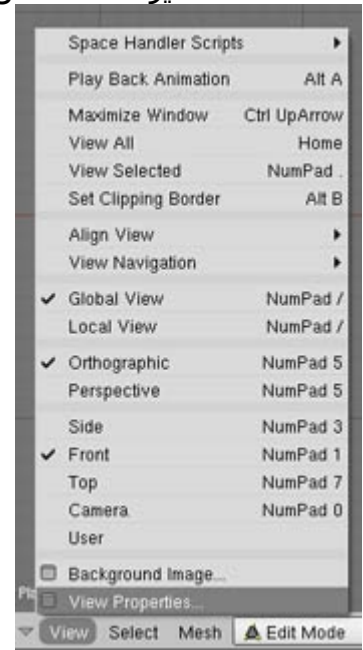 Space Handler Scripts
Play Back Animation Alt A
Maximize Window Ctrl UpArrow
View All Home
View Selected NumPad .
Set Clipping Border Alt B
Align View
View Navigation
Global View NumPad /
Local View NumPad /
Orthographic NumPad 5
Perspective NumPad 5
Side NumPad 3
Front NumPad 1
Top NumPad 7
Camera NumPad 0
User
Background Image...
View Properties...
View Select Mesh Edit Mode